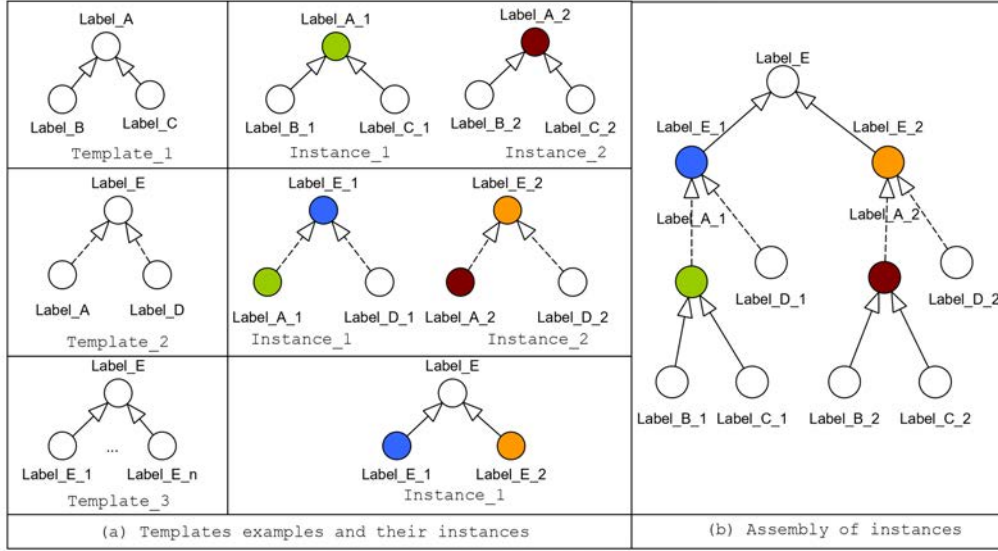 Label_A
Label_B
Label_C
Template_1
Label_A_1
Label_B_1
Label_C_1
Instance_1
Label_A_2
Label_B_2
Label_C_2
Instance_2
Label_E
Label_A
Label_D
Template_2
Label_E_1
Label_A_1
Label_D_1
Instance_1
Label_E_2
Label_A_2
Label_D_2
Instance_2
Label_E
...
Label_E_1
Label_E_n
Template_3
Label_E
Label_E_1
Label_E_2
Instance_1
(a) Templates examples and their instances
Label_E
Label_E_1
Label_E_2
Label_A_1
Label_A_2
Label_D_1
Label_D_2
Label_B_1
Label_C_1
Label_B_2
Label_C_2
(b) Assembly of instances